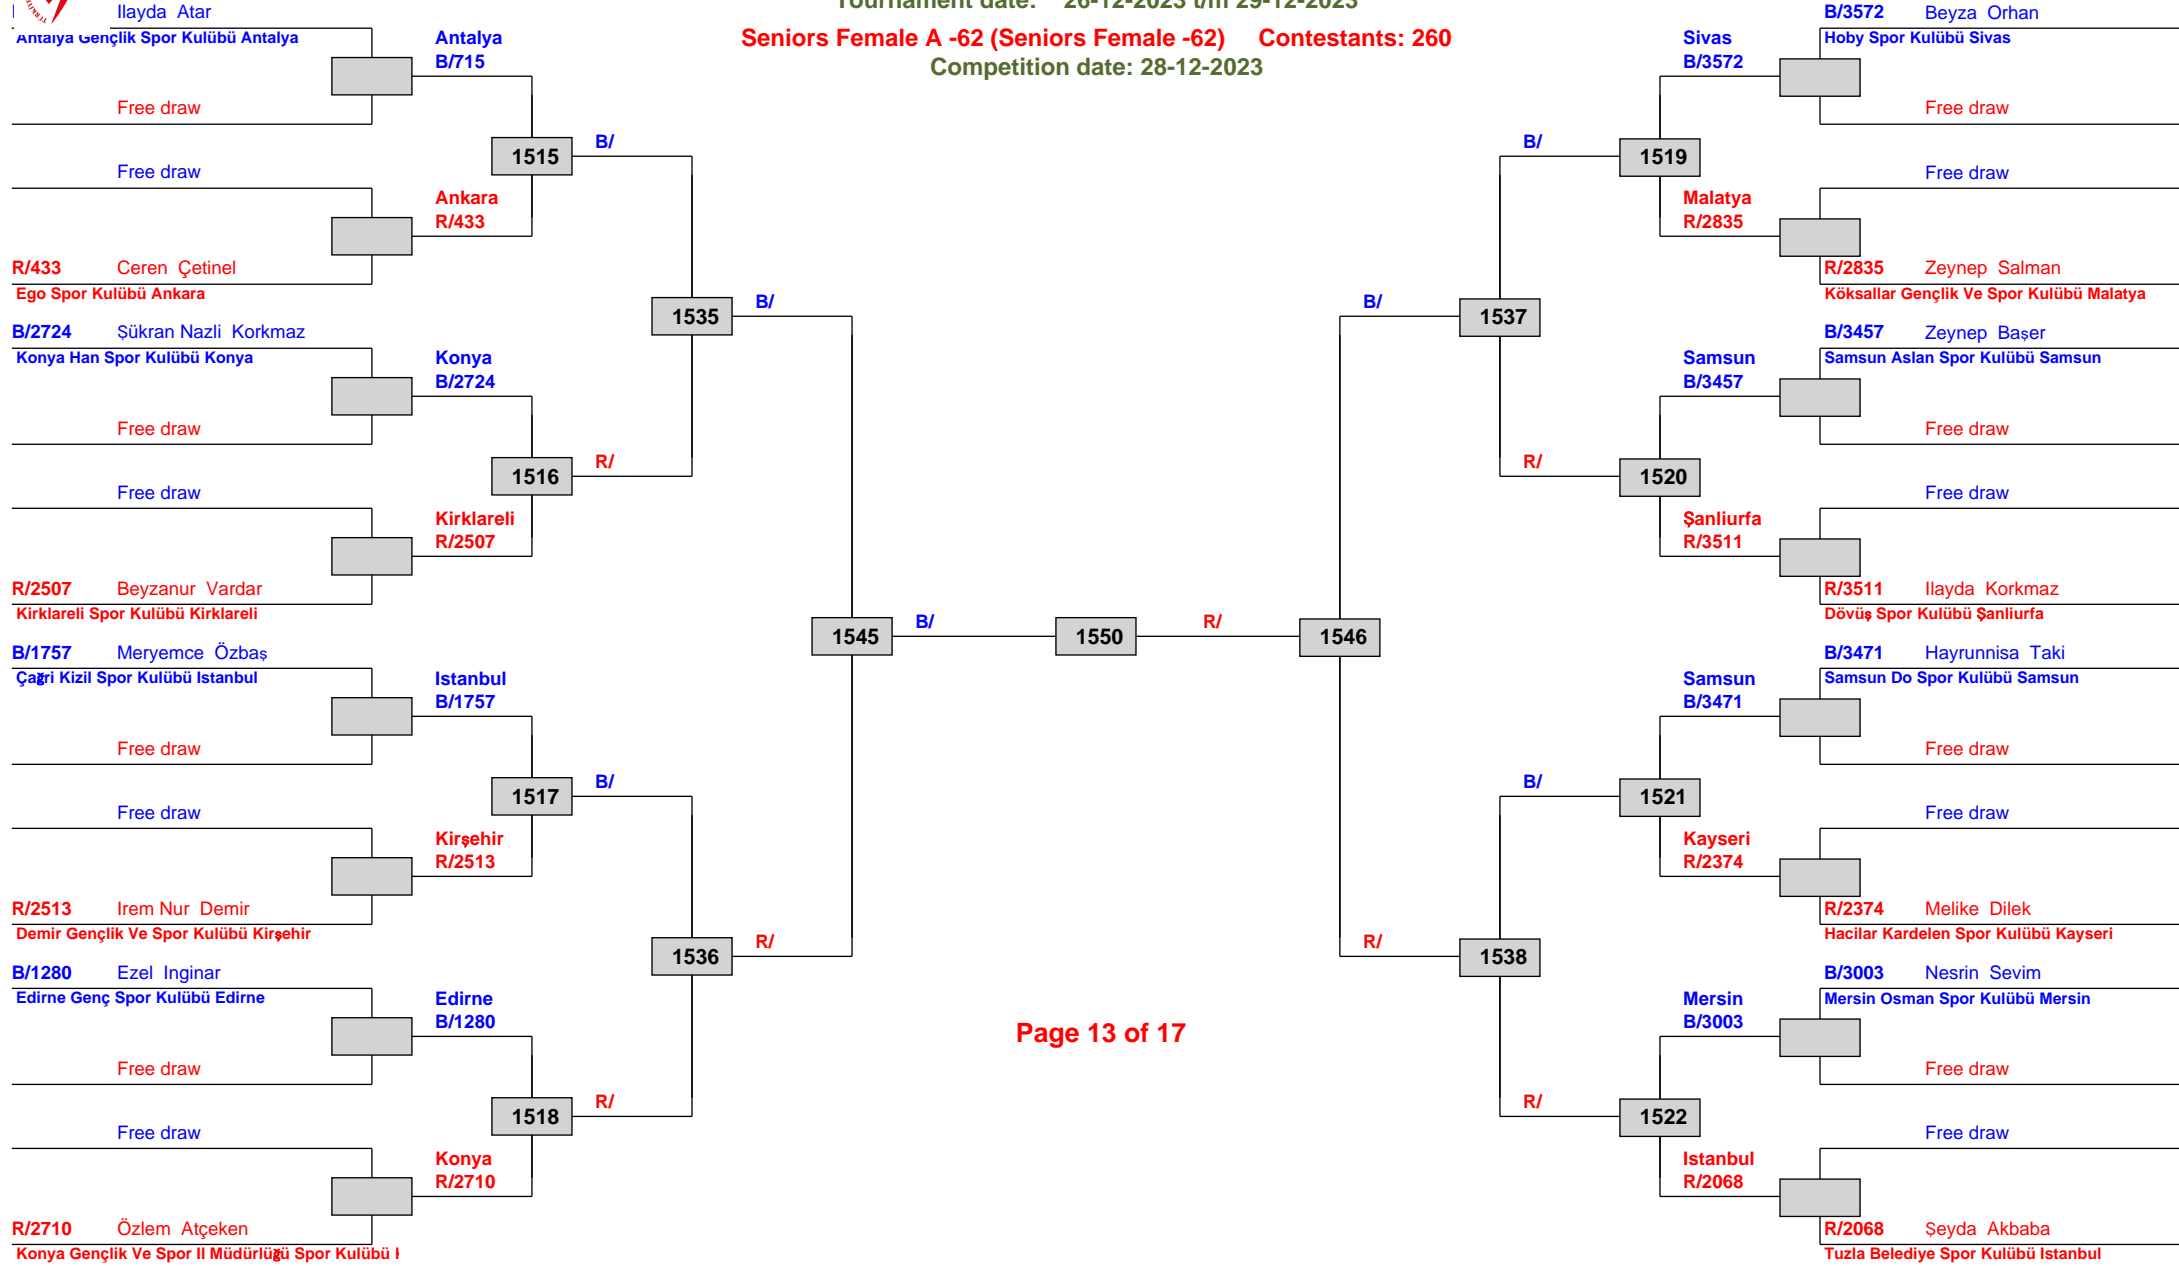 Tournament date: 26-12-2023 t/m 29-12-2023
Seniors Female A -62 (Seniors Female -62) Contestants: 260
Competition date: 28-12-2023
Ilayda Atar
Antalya Gençlik Spor Kulübü Antalya
Free draw
Antalya
B/715
Free draw
R/433 Ceren Çetinel
Ego Spor Kulübü Ankara
Ankara
R/433
1515
B/
B/2724 Şükran Nazli Korkmaz
Konya Han Spor Kulübü Konya
Free draw
Konya
B/2724
Free draw
R/2507 Beyzanur Vardar
Kirklareli Spor Kulübü Kirklareli
Kirklareli
R/2507
1516
R/
1535
B/
B/1757 Meryemce Özbaş
Çağri Kizil Spor Kulübü Istanbul
Free draw
Istanbul
B/1757
Free draw
R/2513 Irem Nur Demir
Demir Gençlik Ve Spor Kulübü Kirşehir
Kirşehir
R/2513
1517
B/
B/1280 Ezel Inginar
Edirne Genç Spor Kulübü Edirne
Free draw
Edirne
B/1280
Free draw
R/2710 Özlem Atçeken
Konya Gençlik Ve Spor Il Müdürlüğü Spor Kulübü
Konya
R/2710
1518
R/
1536
R/
1545
B/
1550
R/
1546
B/
1537
B/
1519
Sivas
B/3572
B/3572 Beyza Orhan
Hoby Spor Kulübü Sivas
Free draw
Malatya
R/2835
Free draw
R/2835 Zeynep Salman
Köksallar Gençlik Ve Spor Kulübü Malatya
R/
1520
Samsun
B/3457
B/3457 Zeynep Başer
Samsun Aslan Spor Kulübü Samsun
Free draw
Şanliurfa
R/3511
Free draw
R/3511 Ilayda Korkmaz
Dövüş Spor Kulübü Şanliurfa
R/
1538
B/
1521
Samsun
B/3471
B/3471 Hayrunnisa Taki
Samsun Do Spor Kulübü Samsun
Free draw
Kayseri
R/2374
Free draw
R/2374 Melike Dilek
Hacilar Kardelen Spor Kulübü Kayseri
R/
1522
Mersin
B/3003
B/3003 Nesrin Sevim
Mersin Osman Spor Kulübü Mersin
Free draw
Istanbul
R/2068
Free draw
R/2068 Şeyda Akbaba
Tuzla Belediye Spor Kulübü Istanbul
Page 13 of 17